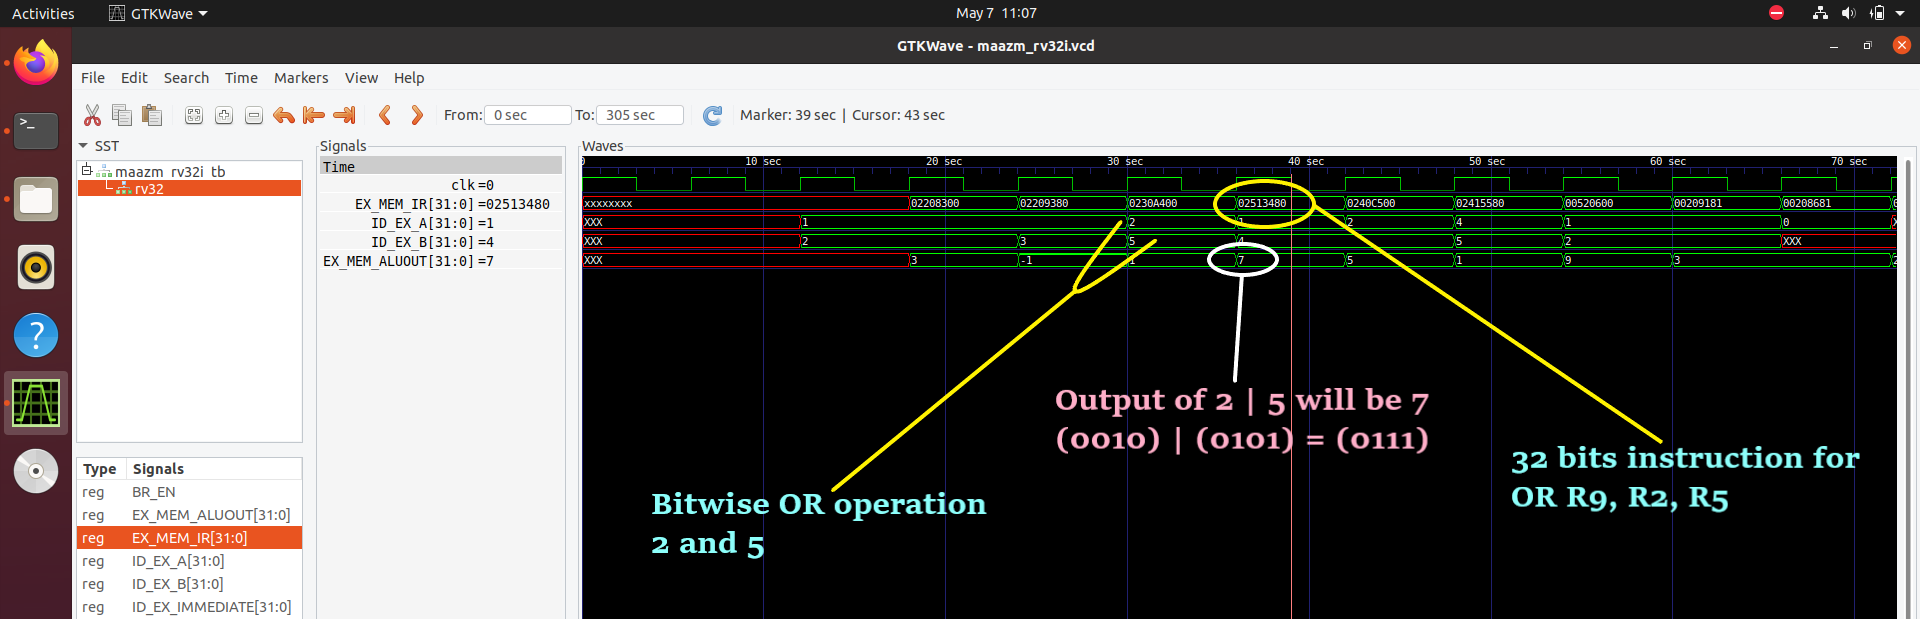 Activities GTKWave May 7 11:07
GTKWave - maazm_rv32i.vcd
File Edit Search Time Markers View Help
From: 0 sec To: 305 sec Marker: 39 sec | Cursor: 43 sec
SST
maazm_rv32i_tb
rv32
Signals
Time
clk=0
EX_MEM_IR[31:0]=02513480
ID_EX_A[31:0]=1
ID_EX_B[31:0]=4
EX_MEM_ALUOUT[31:0]=7
Waves
0 10 sec 20 sec 30 sec 40 sec 50 sec 60 sec 70 sec
xxxxxxxx 02208300 02209380 0230A400 02513480 0240C500 02415580 00520600 00209181 00208681
XXX 1 2 1 2 4 1 0 X
XXX 2 3 5 4 5 2 XXX
XXX 3 -1 1 7 5 1 9 3 2
Output of 2 | 5 will be 7
(0010) | (0101) = (0111)
Bitwise OR operation
2 and 5
32 bits instruction for
OR R9, R2, R5
Type Signals
reg BR_EN
reg EX_MEM_ALUOUT[31:0]
reg EX_MEM_IR[31:0]
reg ID_EX_A[31:0]
reg ID_EX_B[31:0]
reg ID_EX_IMMEDIATE[31:0]